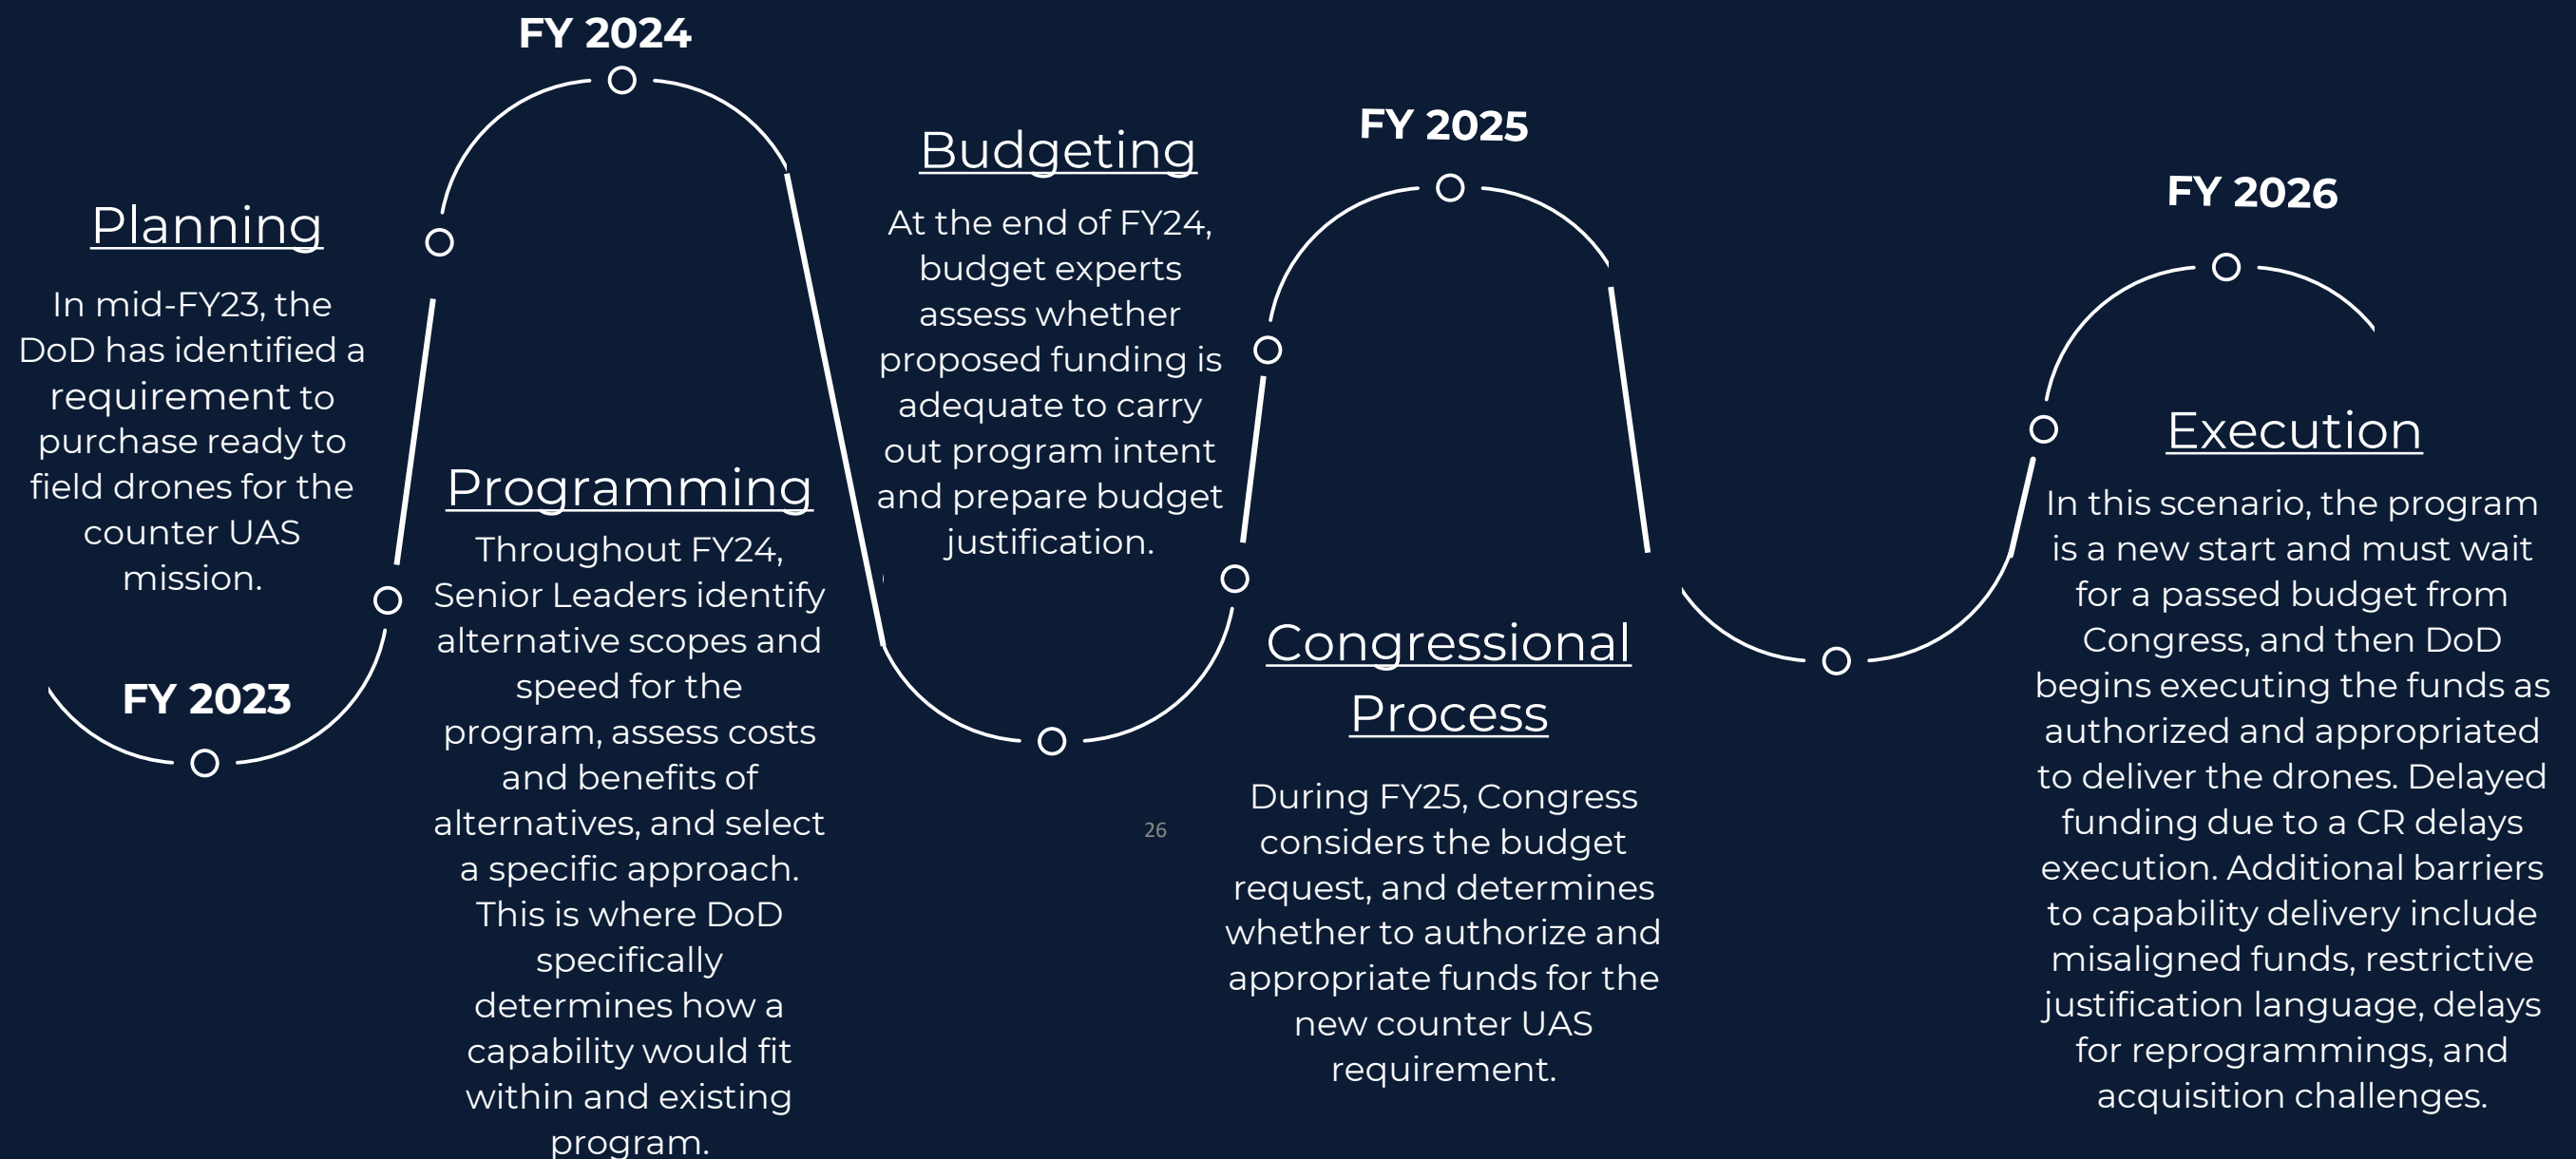 FY 2023
Planning
In mid-FY23, the
DoD has identified a
requirement to
purchase ready to
field drones for the
counter UAS
mission.
FY 2024
Programming
Throughout FY24,
Senior Leaders identify
alternative scopes and
speed for the
program, assess costs
and benefits of
alternatives, and select
a specific approach.
This is where DoD
specifically
determines how a
capability would fit
within and existing
program.
Budgeting
At the end of FY24,
budget experts
assess whether
proposed funding is
adequate to carry
out program intent
and prepare budget
justification.
FY 2025
Congressional
Process
During FY25, Congress
considers the budget
request, and determines
whether to authorize and
appropriate funds for the
new counter UAS
requirement.
FY 2026
Execution
In this scenario, the program
is a new start and must wait
for a passed budget from
Congress, and then DoD
begins executing the funds as
authorized and appropriated
to deliver the drones. Delayed
funding due to a CR delays
execution. Additional barriers
to capability delivery include
misaligned funds, restrictive
justification language, delays
for reprogrammings, and
acquisition challenges.
26